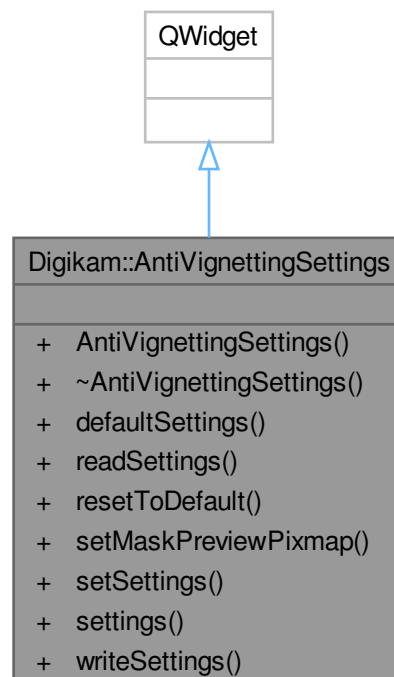 QWidget
Digikam::AntiVignettingSettings
+ AntiVignettingSettings()
+ ~AntiVignettingSettings()
+ defaultSettings()
+ readSettings()
+ resetToDefault()
+ setMaskPreviewPixmap()
+ setSettings()
+ settings()
+ writeSettings()